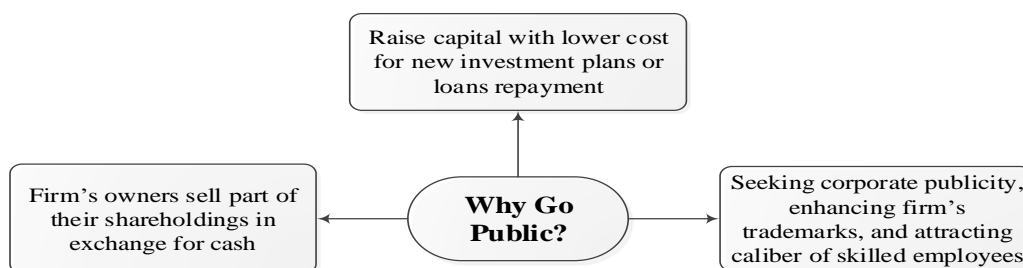 Raise capital with lower cost
for new investment plans or
loans repayment
Firm's owners sell part of
their shareholdings in
exchange for cash
Why Go
Public?
Seeking corporate publicity,
enhancing firm's
trademarks, and attracting
caliber of skilled employees